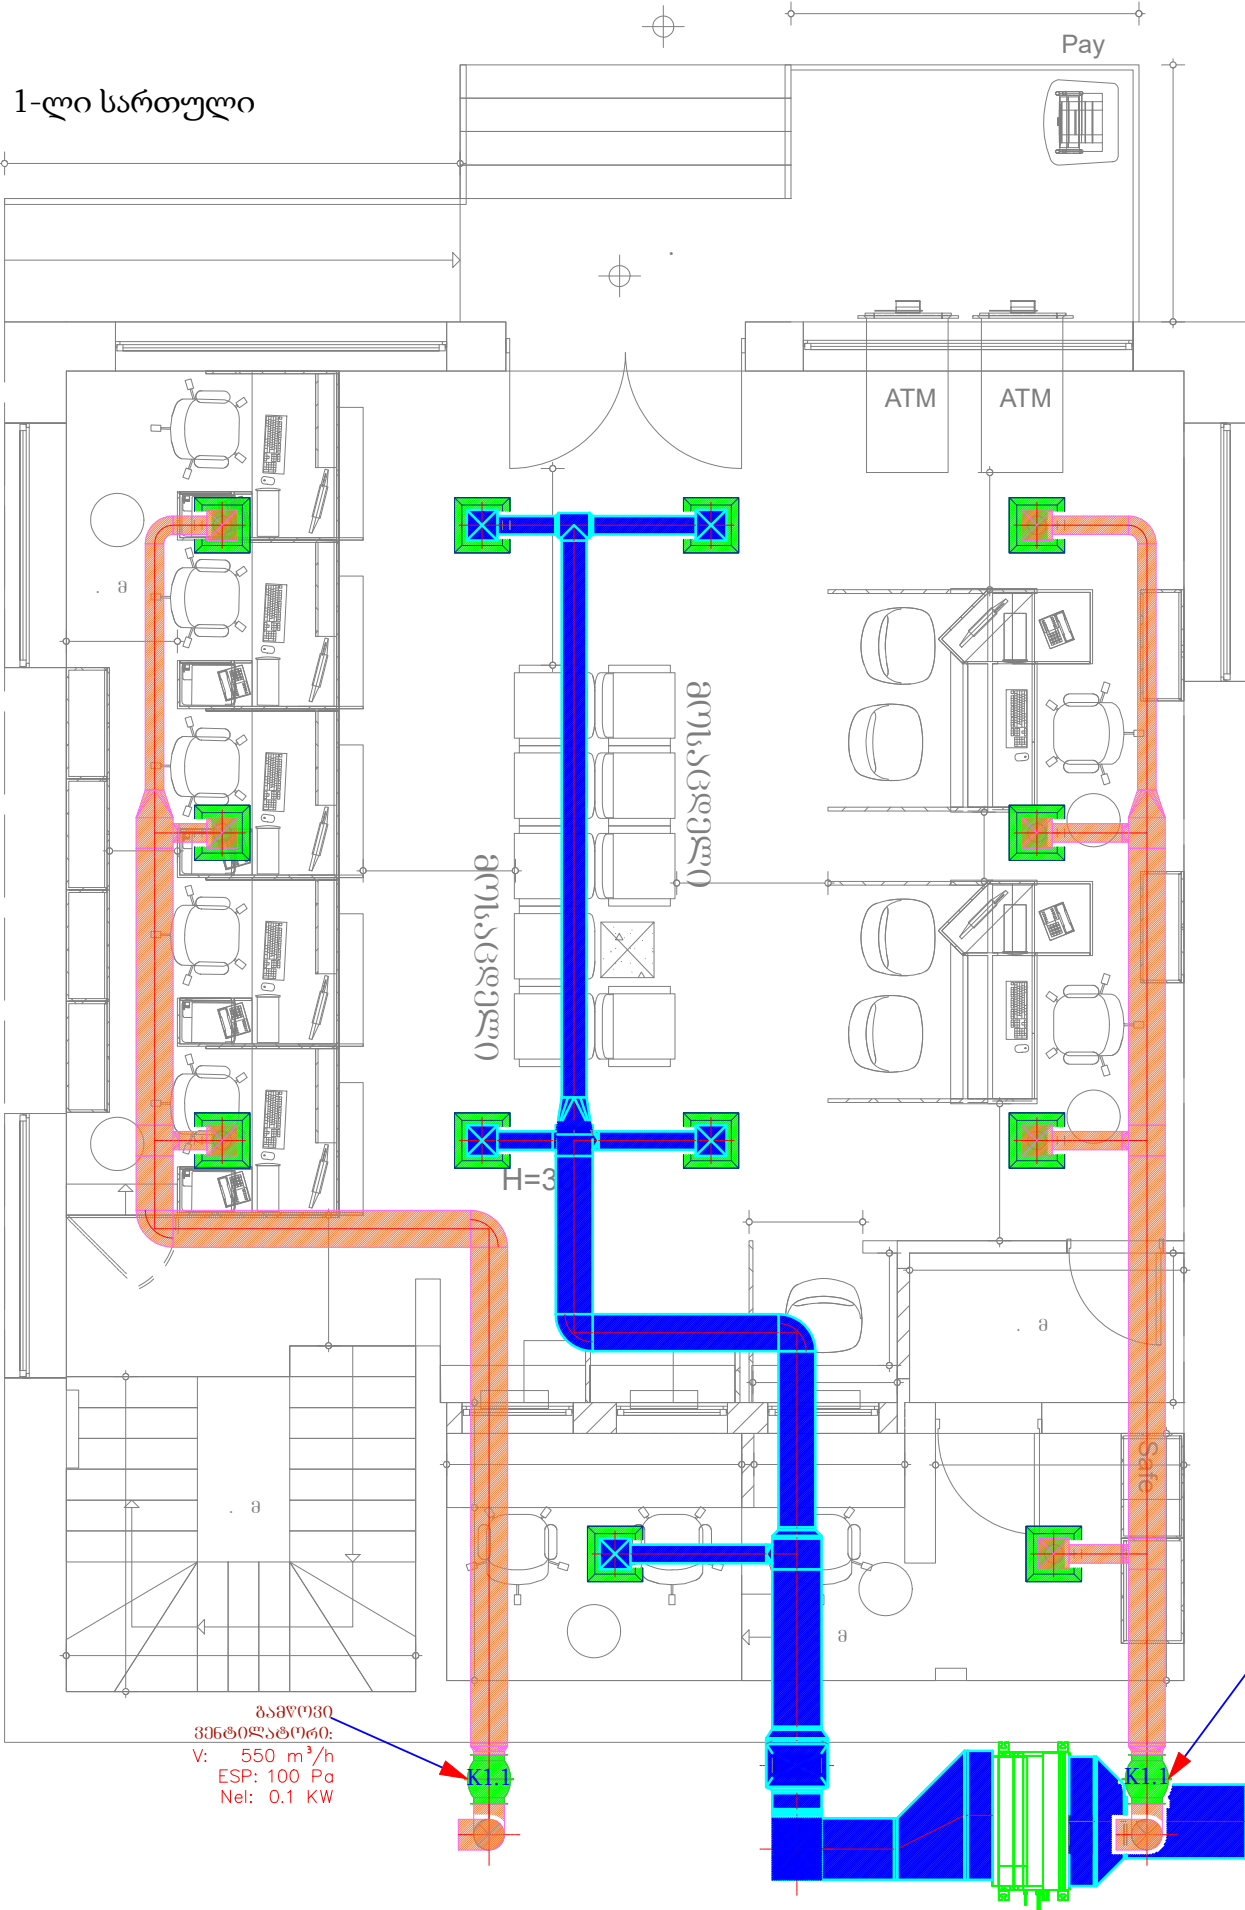 Pay
1-ლი სართული
ATM
ATM
. მ
მოსაცდელი
მოსაცდელი
H=3
. მ
Safe
. მ
მ
გამწოვი
ვენტილატორი:
V: 550 m³/h
ESP: 100 Pa
Nel: 0.1 KW
K1.1
K1.1